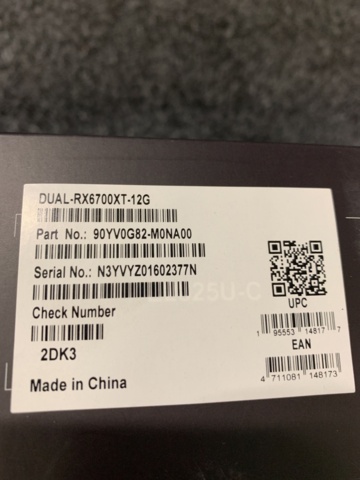 DUAL-RX6700XT-12G
Part No.: 90YV0G82-M0NA00
Serial No.: N3YVYZ01602377N
Check Number
2DK3
Made in China
UPC
1 95553 14817 7
EAN
4 711081 148173